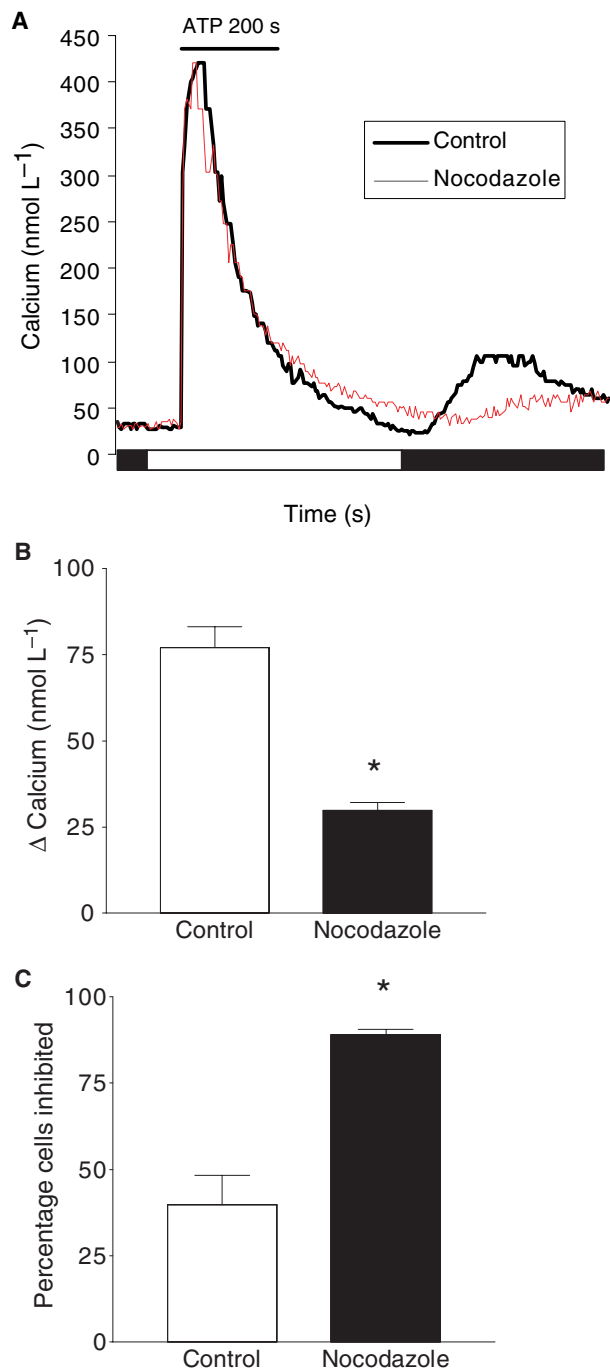 A
ATP 200 s
450
400
350
300
250
200
150
100
50
0
Calcium (nmol L⁻¹)
Control
Nocodazole
Time (s)
B
100
75
50
25
0
Δ Calcium (nmol L⁻¹)
*
Control
Nocodazole
C
100
75
50
25
0
Percentage cells inhibited
*
Control
Nocodazole